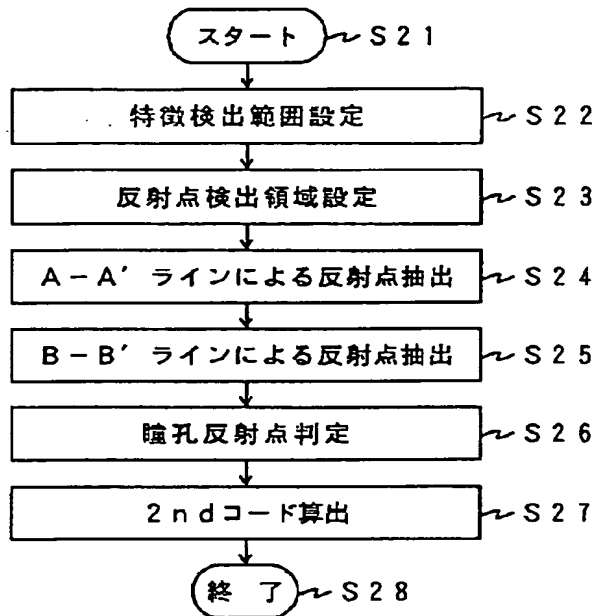 スタート S21
特徴検出範囲設定 S22
反射点検出領域設定 S23
A-A′ラインによる反射点抽出 S24
B-B′ラインによる反射点抽出 S25
瞳孔反射点判定 S26
2ndコード算出 S27
終了 S28